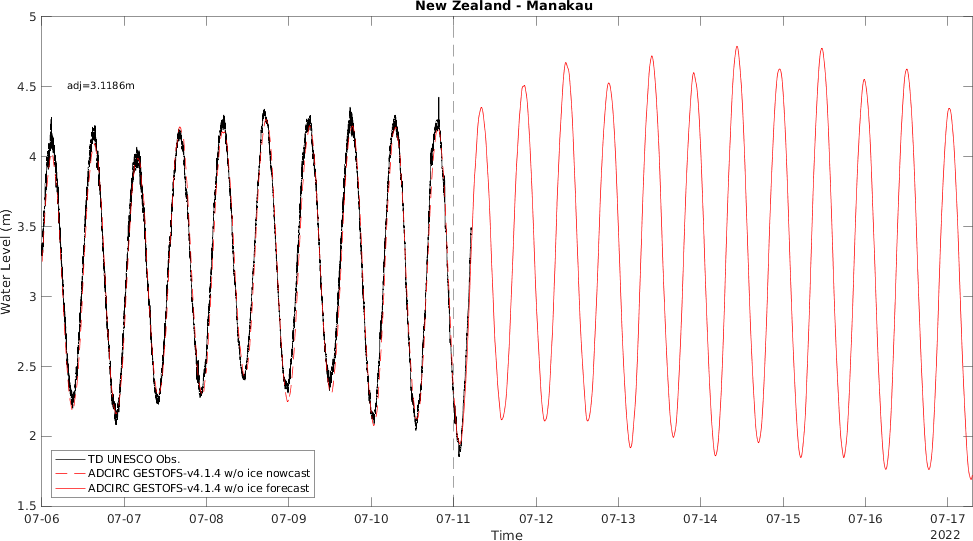 New Zealand - Manakau
5
4.5
4
3.5
3
2.5
2
1.5
adj=3.1186m
Water Level (m)
TD UNESCO Obs.
ADCIRC GESTOFS-v4.1.4 w/o ice nowcast
ADCIRC GESTOFS-v4.1.4 w/o ice forecast
07-06 07-07 07-08 07-09 07-10 07-11 07-12 07-13 07-14 07-15 07-16 07-17
2022
Time